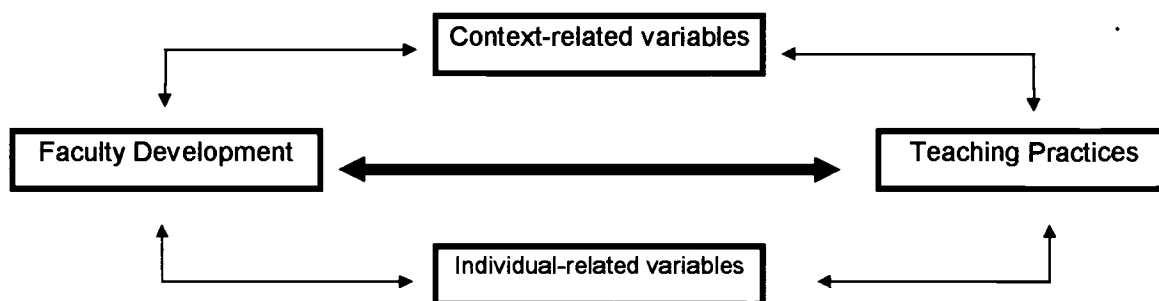 Context-related variables
Faculty Development
Teaching Practices
Individual-related variables